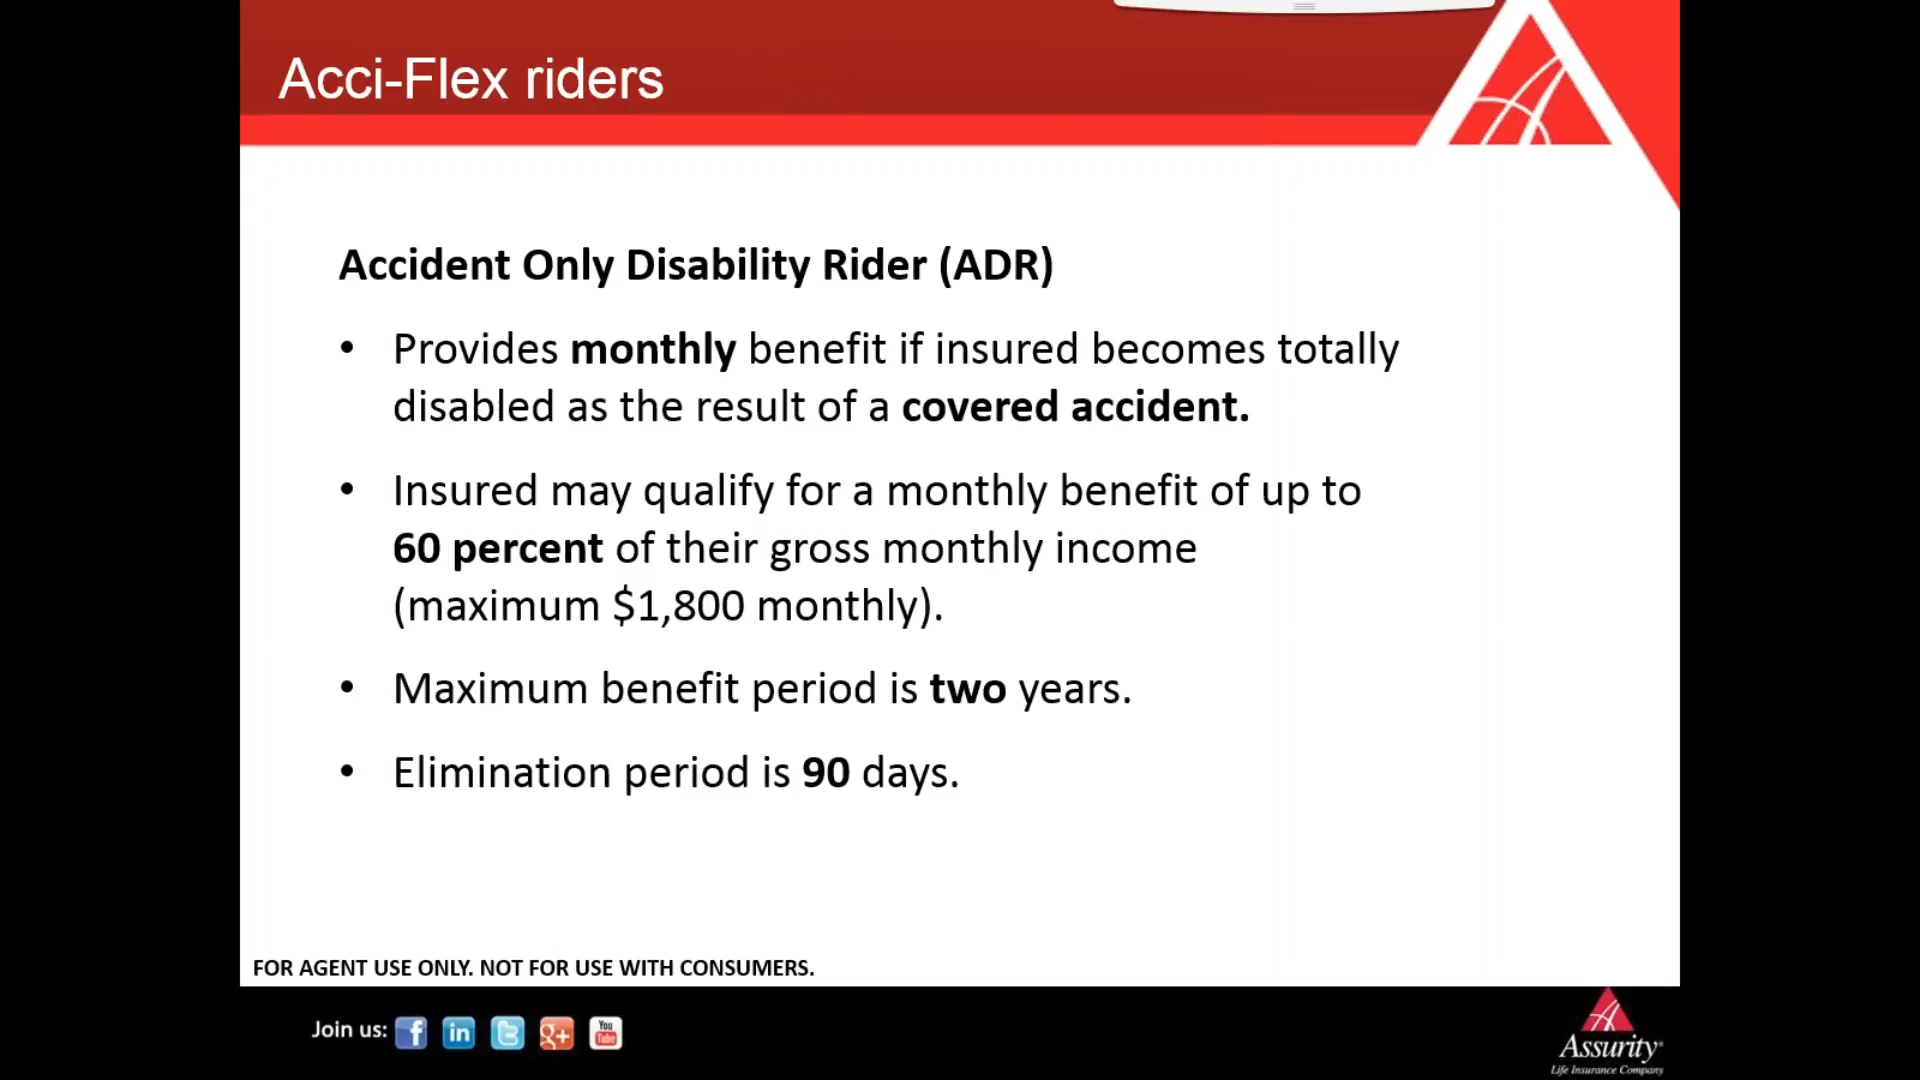 Acci-Flex riders
Accident Only Disability Rider (ADR)
• Provides monthly benefit if insured becomes totally
disabled as the result of a covered accident.
• Insured may qualify for a monthly benefit of up to
60 percent of their gross monthly income
(maximum $1,800 monthly).
• Maximum benefit period is two years.
• Elimination period is 90 days.
FOR AGENT USE ONLY. NOT FOR USE WITH CONSUMERS.
Join us: f in t g+ You Tube
Assurity®
Life Insurance Company